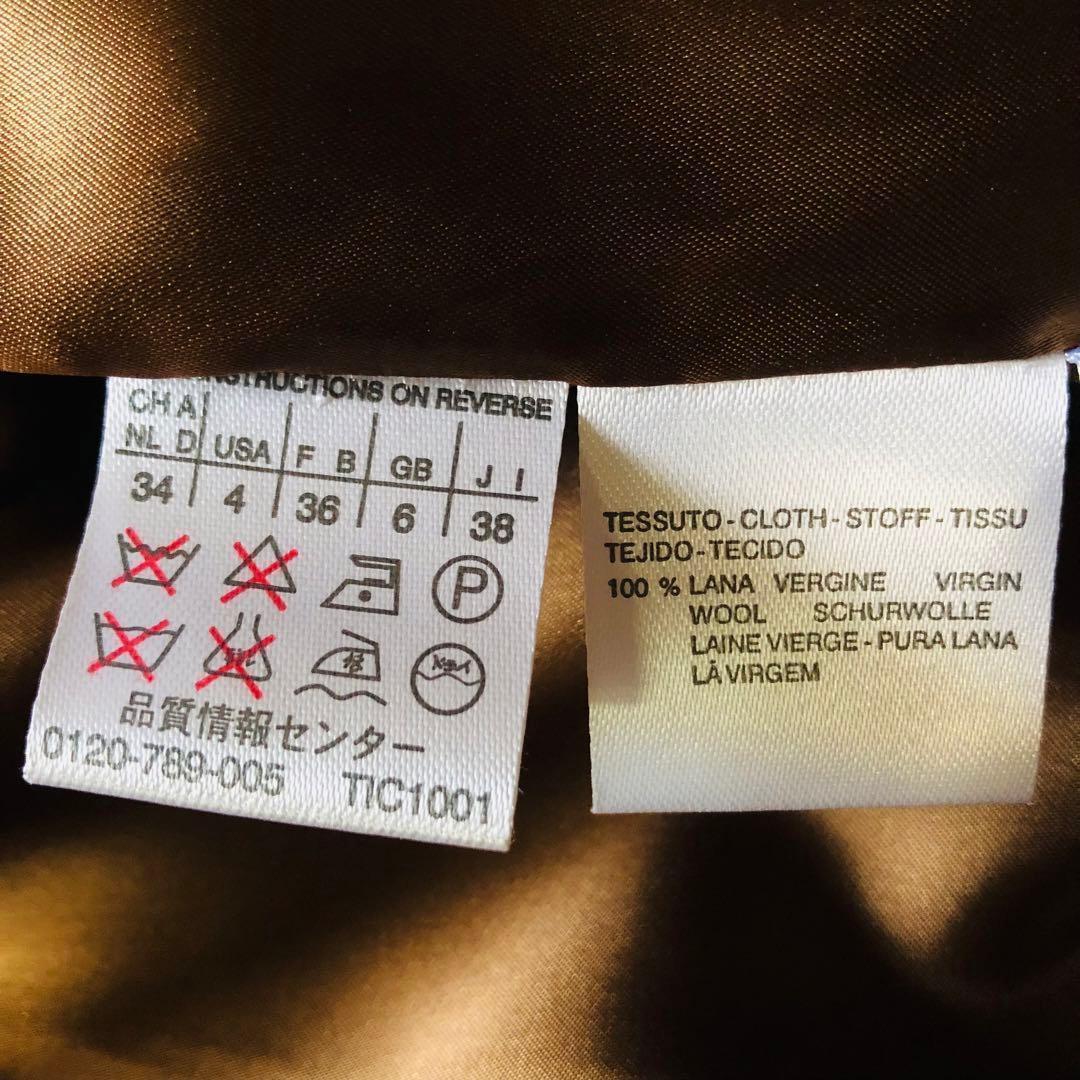 INSTRUCTIONS ON REVERSE
CH A
NL D USA F B GB J I
34 4 36 6 38
P
品質情報センター
0120-789-005 TIC1001
TESSUTO - CLOTH - STOFF - TISSU
TEJIDO - TECIDO
100 % LANA VERGINE VIRGIN
WOOL SCHURWOLLE
LAINE VIERGE - PURA LANA
LÃ VIRGEM